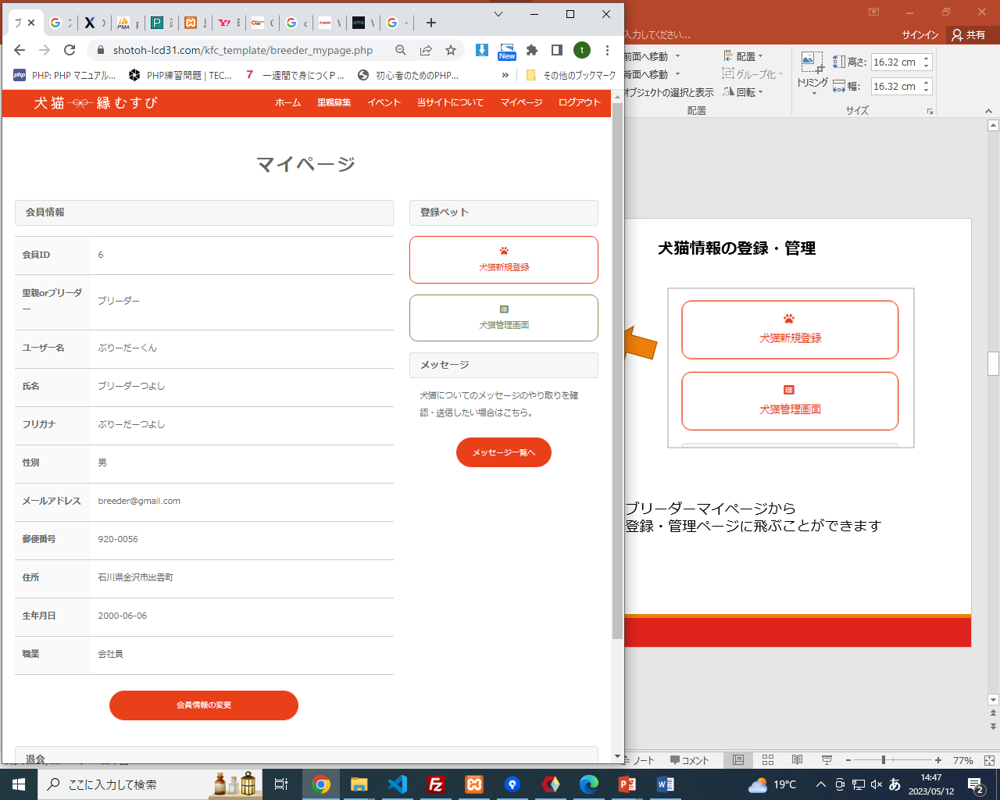 PMA
shotoh-lcd31.com/kfc_template/breeder_mypage.php
New
t
php
PHP: PHP マニュアル...
PHP練習問題 | TEC...
7
一週間で身につくP...
初心者のためのPHP...
»
その他のブックマーク
犬猫 縁むすび
ホーム
里親募集
イベント
当サイトについて
マイページ
ログアウト
マイページ
会員情報
会員ID
6
里親orブリーダー
ブリーダー
ユーザー名
ぶりーだーくん
氏名
ブリーダーつよし
フリガナ
ぶりーだーつよし
性別
男
メールアドレス
breeder@gmail.com
郵便番号
920-0056
住所
石川県金沢市出雲町
生年月日
2000-06-06
職業
会社員
会員情報の変更
退会
登録ペット
犬猫新規登録
犬猫管理画面
メッセージ
犬猫についてのメッセージのやり取りを確
認・送信したい場合はこちら。
メッセージ一覧へ
入力してください...
サインイン
共有
前面へ移動
背面へ移動
オブジェクトの選択と表示
配置
グループ化
回転
配置
トリミング
高さ:
16.32 cm
幅:
16.32 cm
サイズ
犬猫情報の登録・管理
犬猫新規登録
犬猫管理画面
ブリーダーマイページから
登録・管理ページに飛ぶことができます
ノート
コメント
77%
ここに入力して検索
19°C
あ
14:47
2023/05/12
2